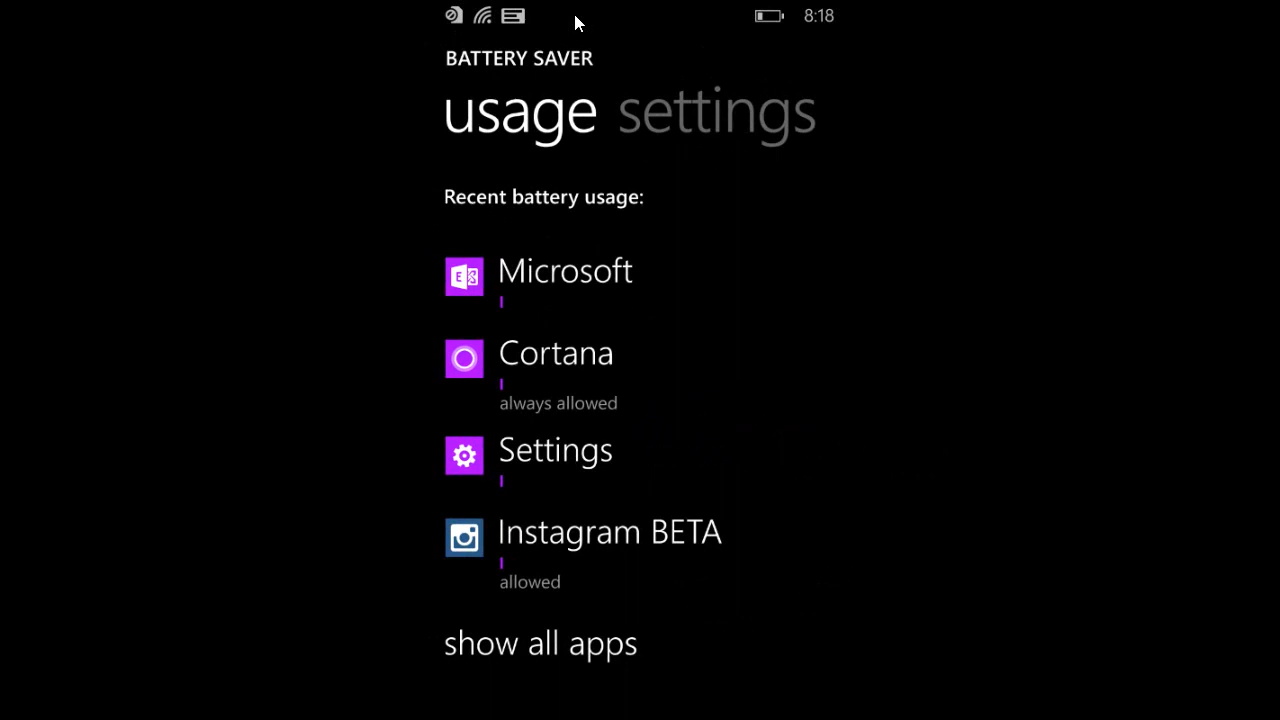 8:18
BATTERY SAVER
usage settings
Recent battery usage:
Microsoft
Cortana
always allowed
Settings
Instagram BETA
allowed
show all apps